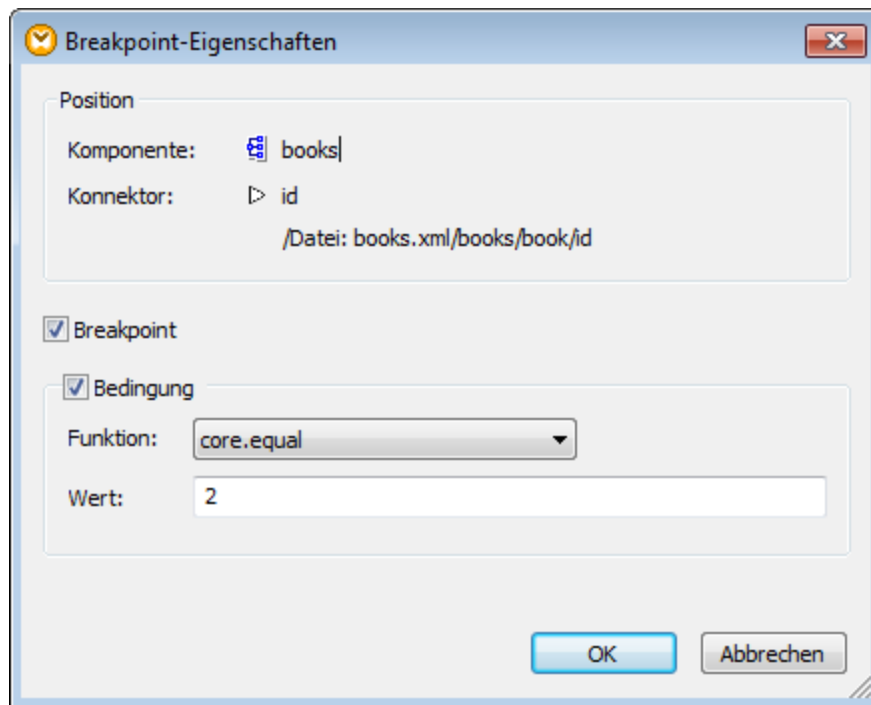 Breakpoint-Eigenschaften
Position
Komponente: books
Konnektor: id
/Datei: books.xml/books/book/id
Breakpoint
Bedingung
Funktion: core.equal
Wert: 2
OK Abbrechen